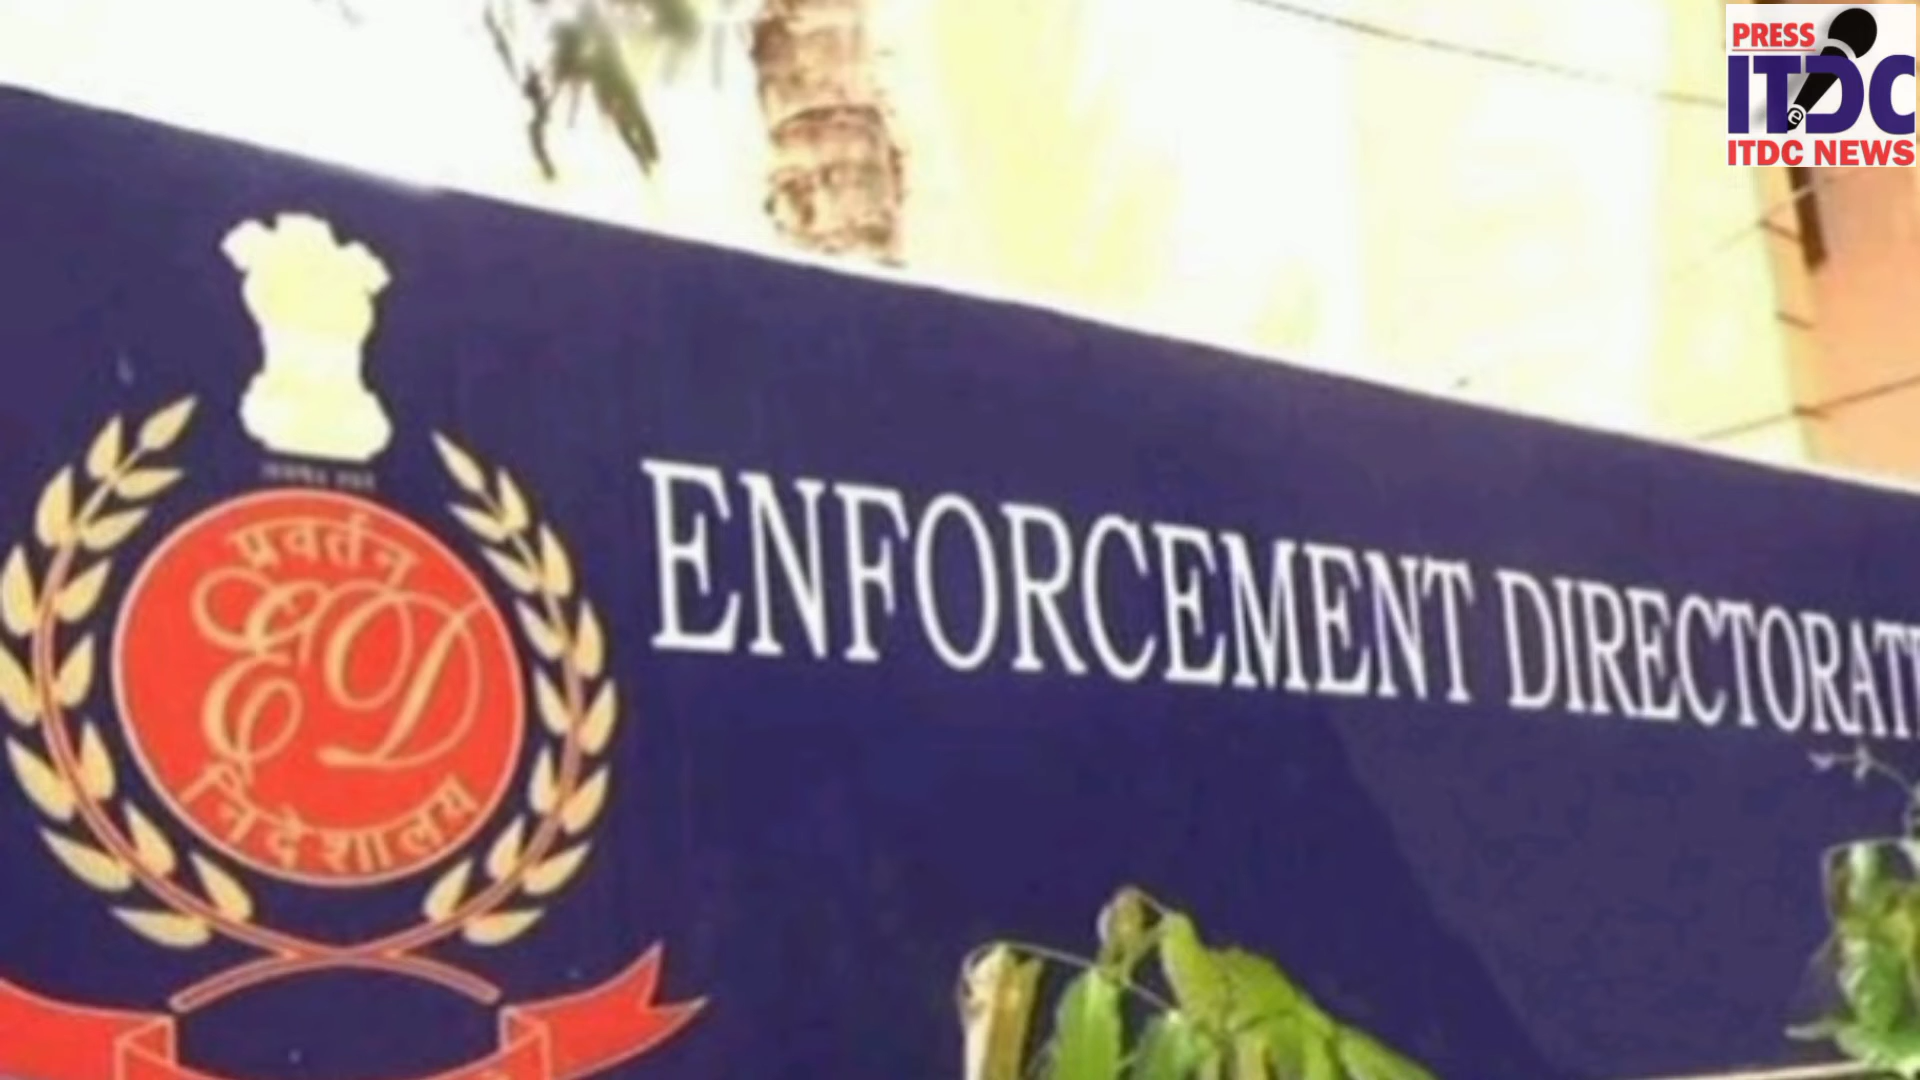 PRESS
ITDC
e
ITDC NEWS
प्रवर्तन
ED
निदेशालय
ENFORCEMENT DIRECTORAT